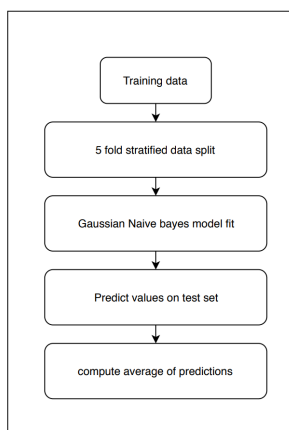 Training data
5 fold stratified data split
Gaussian Naive bayes model fit
Predict values on test set
compute average of predictions